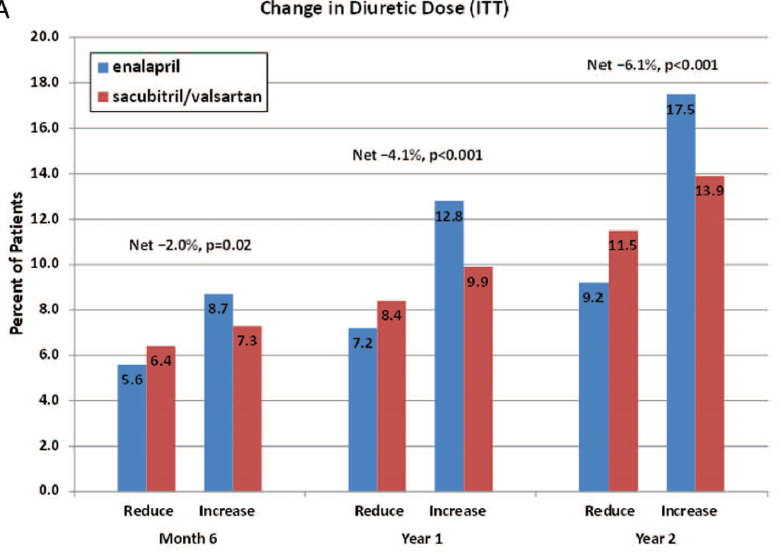 A
Change in Diuretic Dose (ITT)
20.0
18.0
16.0
14.0
12.0
10.0
8.0
6.0
4.0
2.0
0.0
Percent of Patients
enalapril
sacubitril/valsartan
Net −2.0%, p=0.02
Net −4.1%, p<0.001
Net −6.1%, p<0.001
5.6
6.4
8.7
7.3
7.2
8.4
12.8
9.9
9.2
11.5
17.5
13.9
Reduce Increase Reduce Increase Reduce Increase
Month 6 Year 1 Year 2